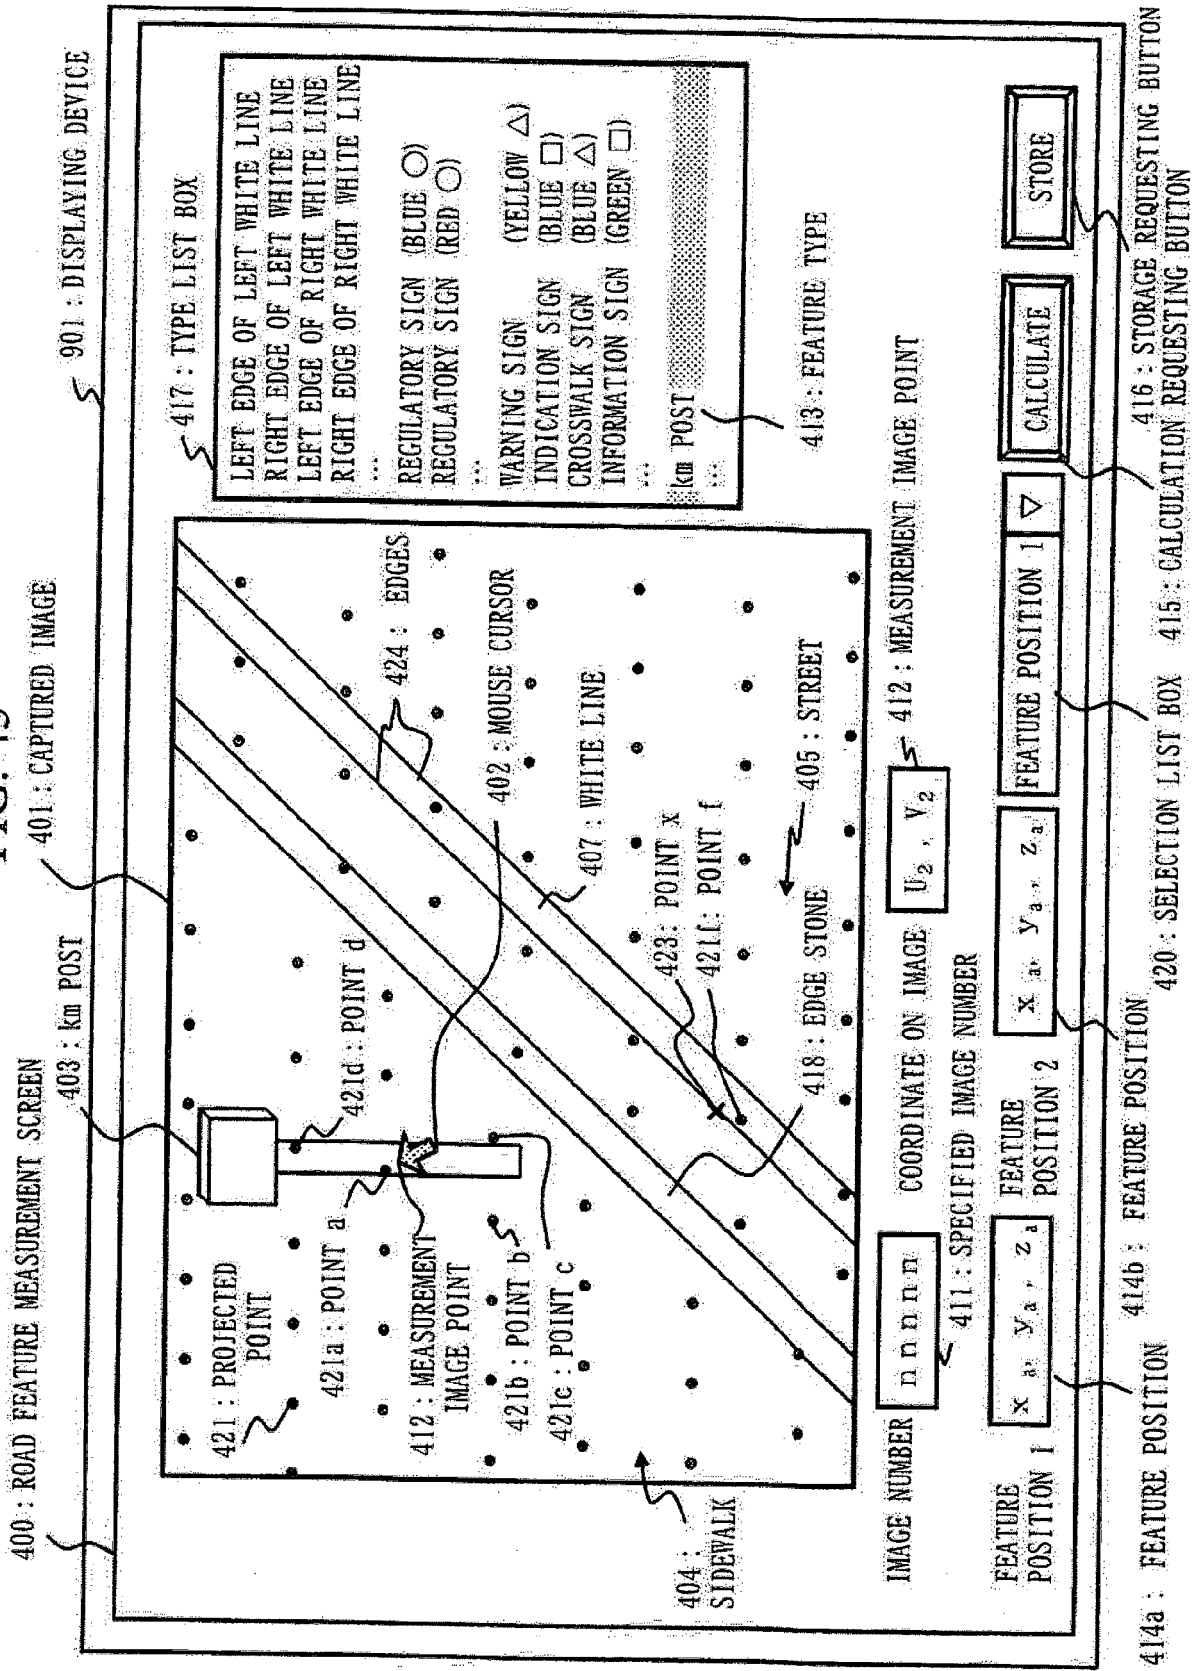 400 : ROAD FEATURE MEASUREMENT SCREEN
403 : km POST
401 : CAPTURED IMAGE
901 : DISPLAYING DEVICE
417 : TYPE LIST BOX
LEFT EDGE OF LEFT WHITE LINE
RIGHT EDGE OF LEFT WHITE LINE
LEFT EDGE OF RIGHT WHITE LINE
RIGHT EDGE OF RIGHT WHITE LINE
...
REGULATORY SIGN (BLUE ○)
REGULATORY SIGN (RED ○)
...
WARNING SIGN (YELLOW △)
INDICATION SIGN (BLUE □)
CROSSWALK SIGN (BLUE △)
INFORMATION SIGN (GREEN □)
...
km POST
...
413 : FEATURE TYPE
421 : PROJECTED
POINT
421a : POINT a
421d : POINT d
412 : MEASUREMENT
IMAGE POINT
421b : POINT b
421c : POINT c
424 : EDGES
402 : MOUSE CURSOR
407 : WHITE LINE
423 : POINT x
421f : POINT f
405 : STREET
418 : EDGE STONE
404 :
SIDEWALK
IMAGE NUMBER
n n n n n
411 : SPECIFIED IMAGE NUMBER
COORDINATE ON IMAGE
U2 , V2
412 : MEASUREMENT IMAGE POINT
FEATURE
POSITION 1
xa, ya, za
FEATURE
POSITION 2
xa, ya, za
FEATURE POSITION 1 ▽
CALCULATE
STORE
414a : FEATURE POSITION
414b : FEATURE POSITION
420 : SELECTION LIST BOX
415 : CALCULATION REQUESTING BUTTON
416 : STORAGE REQUESTING BUTTON